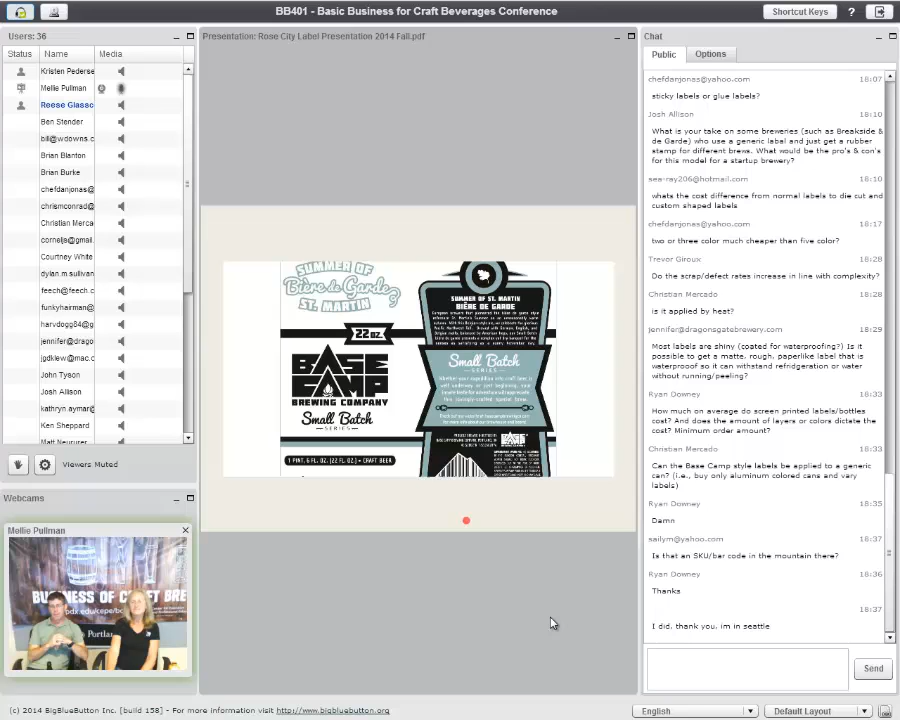 BB401 - Basic Business for Craft Beverages Conference
Shortcut Keys
?
Users: 36
Status Name Media
Kristen Pederse
Mellie Pullman
Reese Glassc
Ben Stender
bill@wdowns.c
Brian Blanton
Brian Burke
chefdanjonas@
chrismconrad@
Christian Merca
corneljs@gmail.
Courtney White
dylan.m.sullivan
feech@feech.c
funkyhairman@
harvdogg84@g
jennifer@drago
jgdklew@mac.c
John Tyson
Josh Allison
kathryn.aymar@
Ken Sheppard
Matt Neururer
Viewers Muted
Webcams
Mellie Pullman
BUSINESS OF CRAFT BRE
pdx.edu/cepe/bo
Portland
Presentation: Rose City Label Presentation 2014 Fall.pdf
SUMMER OF
Bière de Garde
ST. MARTIN
22oz.
BASE
CAMP
BREWING COMPANY
Small Batch
SERIES
1 PINT, 6 FL. OZ. (22 FL. OZ.) • CRAFT BEER
SUMMER OF ST. MARTIN
BIÈRE DE GARDE
Small Batch
SERIES
Chat
Public Options
chefdanjonas@yahoo.com 18:07
sticky labels or glue labels?
Josh Allison 18:10
What is your take on some breweries (such as Breakside &
de Garde) who use a generic label and just get a rubber
stamp for different brews. What would be the pro's & con's
for this model for a startup brewery?
sea-ray206@hotmail.com 18:10
whats the cost difference from normal labels to die cut and
custom shaped labels
chefdanjonas@yahoo.com 18:17
two or three color much cheaper than five color?
Trevor Giroux 18:28
Do the scrap/defect rates increase in line with complexity?
Christian Mercado 18:28
is it applied by heat?
jennifer@dragonsgatebrewery.com 18:29
Most labels are shiny (coated for waterproofing?) Is it
possible to get a matte, rough, paperlike label that is
waterproof so it can withstand refridgeration or water
without running/peeling?
Ryan Downey 18:33
How much on average do screen printed labels/bottles
cost? And does the amount of layers or colors dictate the
cost? Minimum order amount?
Christian Mercado 18:33
Can the Base Camp style labels be applied to a generic
can? (i.e., buy only aluminum colored cans and vary
labels)
Ryan Downey 18:35
Damn
sailym@yahoo.com 18:37
Is that an SKU/bar code in the mountain there?
Ryan Downey 18:36
Thanks
18:37
I did, thank you, im in seattle
Send
(c) 2014 BigBlueButton Inc. [build 158] - For more information visit http://www.bigbluebutton.org
English
Default Layout